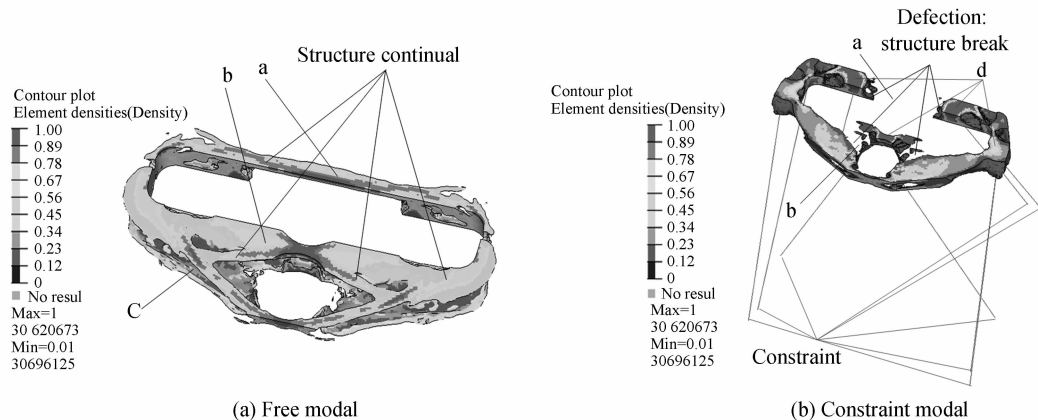 Structure continual
b
a
Contour plot
Element densities(Density)
1.00
0.89
0.78
0.67
0.56
0.45
0.34
0.23
0.12
0
No resul
Max=1
30 620673
Min=0.01
30696125
C
(a) Free modal
Defection:
structure break
a
d
Contour plot
Element densities(Density)
1.00
0.89
0.78
0.67
0.56
0.45
0.34
0.23
0.12
0
No resul
Max=1
30 620673
Min=0.01
30696125
b
Constraint
(b) Constraint modal